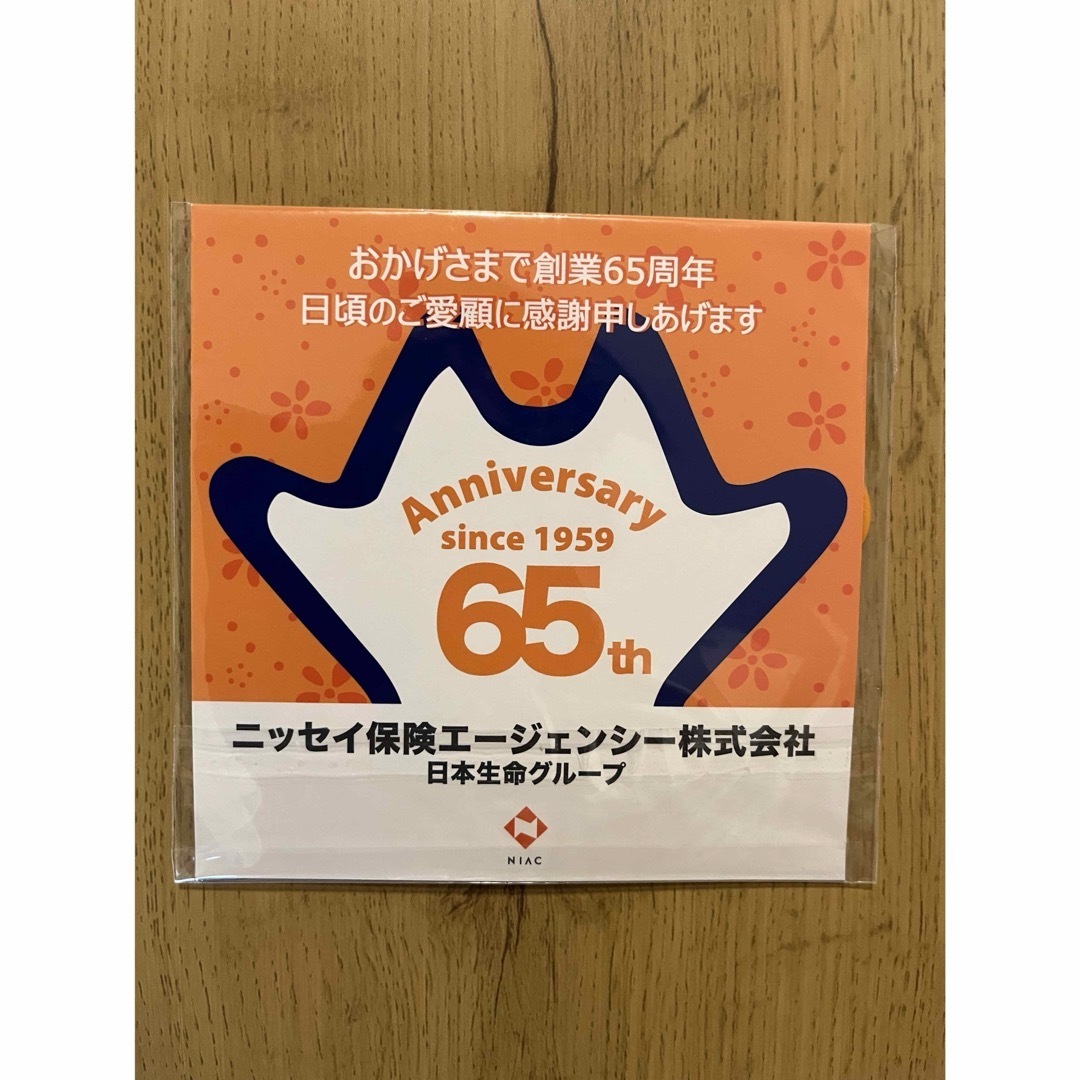 おかげさまで創業65周年
日頃のご愛顧に感謝申しあげます
Anniversary
since 1959
65th
ニッセイ保険エージェンシー株式会社
日本生命グループ
NIAC